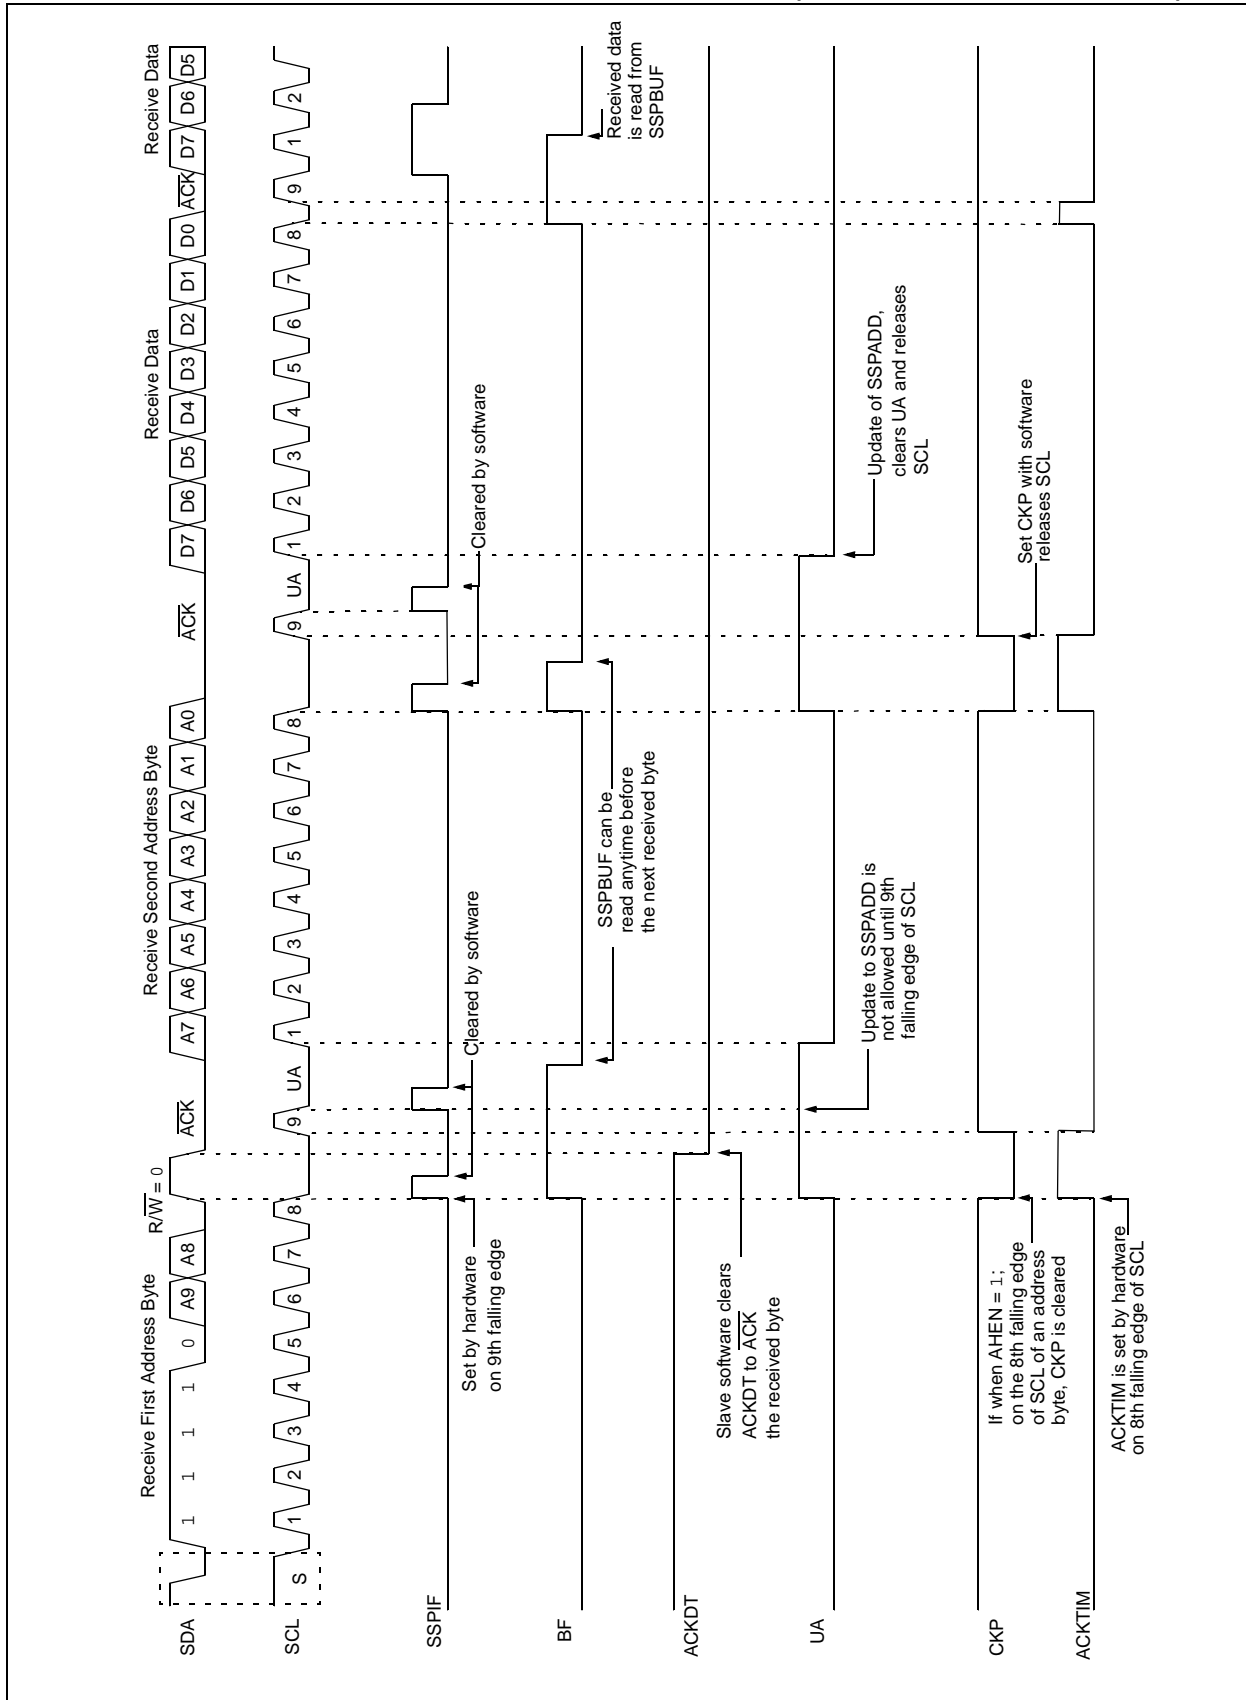 Receive First Address Byte
R/W = 0
Receive Second Address Byte
Receive Data
Receive Data
SDA
1
1
1
1
0
A9
A8
ACK
A7
A6
A5
A4
A3
A2
A1
A0
ACK
D7
D6
D5
D4
D3
D2
D1
D0
ACK
D7
D6
D5
SCL
S
1
2
3
4
5
6
7
8
9
UA
1
2
3
4
5
6
7
8
9
UA
1
2
3
4
5
6
7
8
9
1
2
SSPIF
Set by hardware
on 9th falling edge
Cleared by software
Cleared by software
BF
SSPBUF can be
read anytime before
the next received byte
Received data
is read from
SSPBUF
ACKDT
Slave software clears
ACKDT to ACK
the received byte
UA
Update to SSPADD is
not allowed until 9th
falling edge of SCL
Update of SSPADD,
clears UA and releases
SCL
CKP
If when AHEN = 1;
on the 8th falling edge
of SCL of an address
byte, CKP is cleared
Set CKP with software
releases SCL
ACKTIM
ACKTIM is set by hardware
on 8th falling edge of SCL